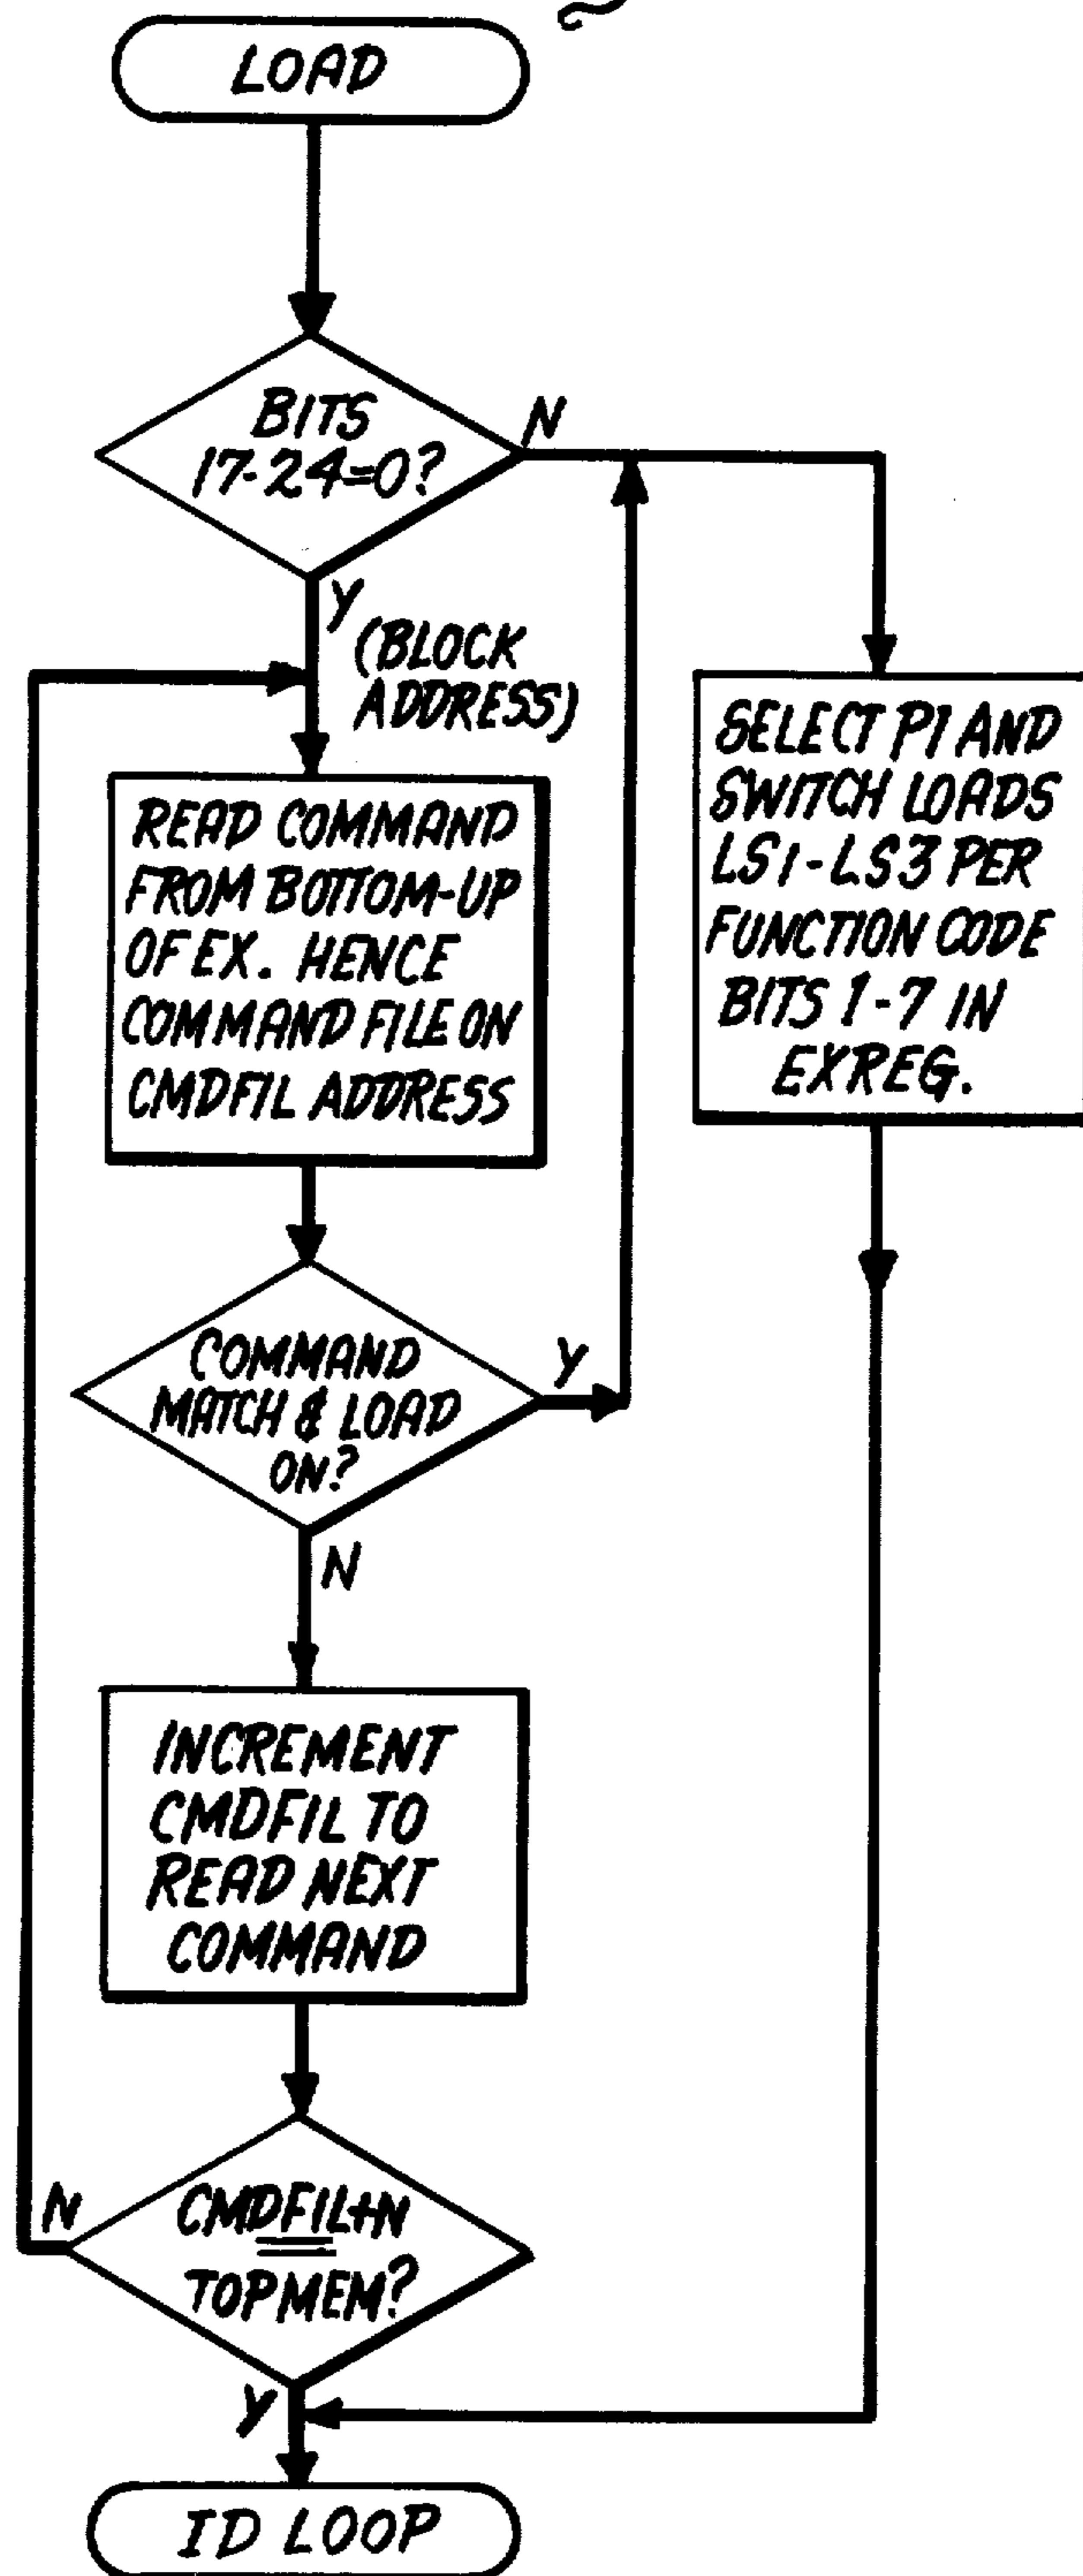 LOAD
BITS
17-24=0?
N
Y
(BLOCK
ADDRESS)
READ COMMAND
FROM BOTTOM-UP
OF EX. HENCE
COMMAND FILE ON
CMDFIL ADDRESS
SELECT P1 AND
SWITCH LOADS
LS1-LS3 PER
FUNCTION CODE
BITS 1-7 IN
EXREG.
COMMAND
MATCH & LOAD
ON?
Y
N
INCREMENT
CMDFIL TO
READ NEXT
COMMAND
N
CMDFIL+N
=
TOPMEM?
Y
ID LOOP